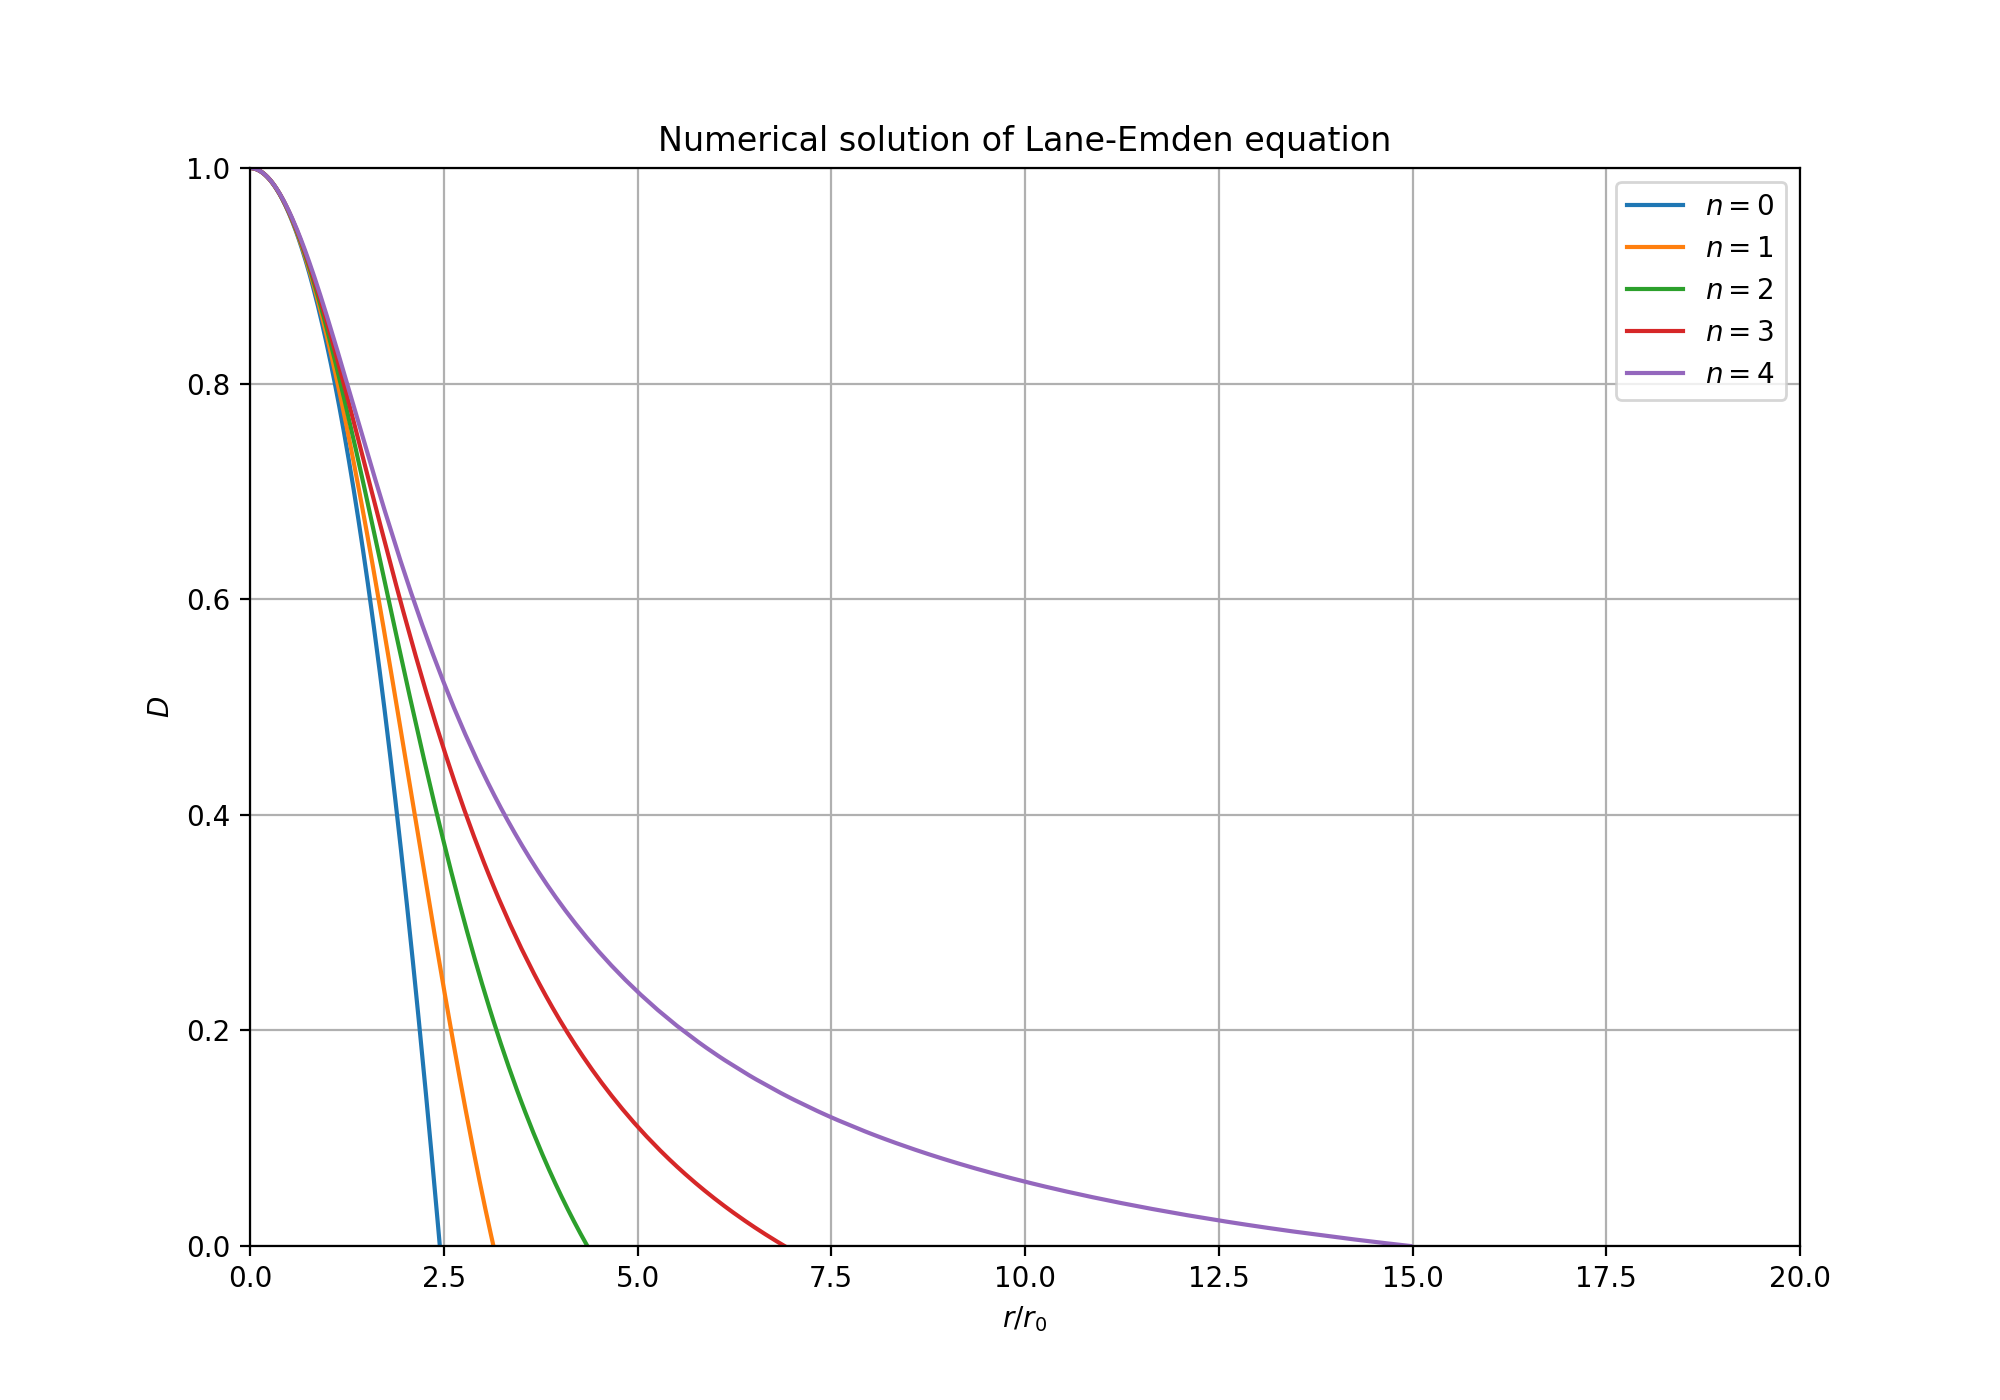 Numerical solution of Lane-Emden equation
1.0
0.8
0.6
0.4
0.2
0.0
D
n = 0
n = 1
n = 2
n = 3
n = 4
0.0 2.5 5.0 7.5 10.0 12.5 15.0 17.5 20.0
r/r₀